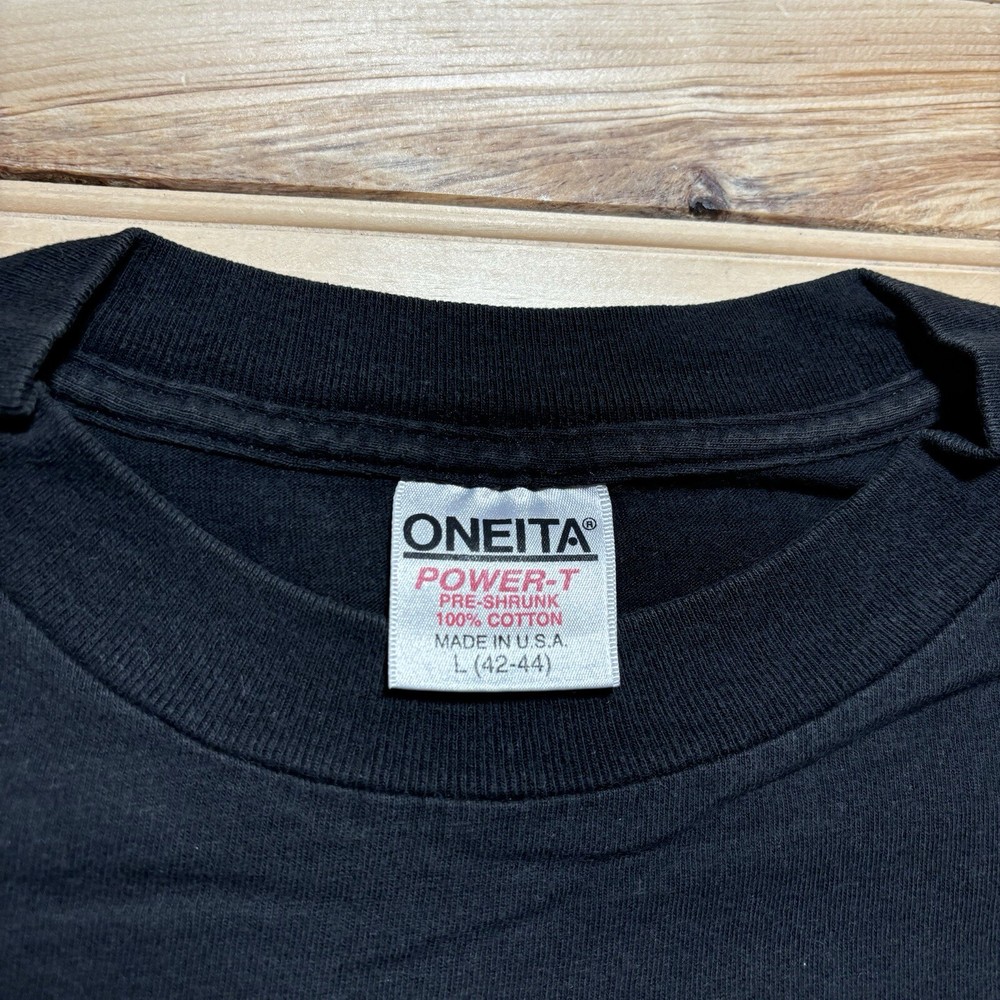 ONEITA®
POWER-T
PRE-SHRUNK
100% COTTON
MADE IN U.S.A.
L (42-44)